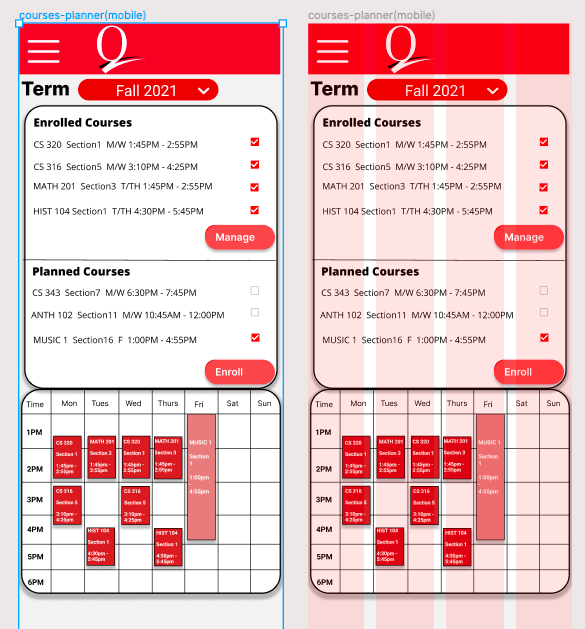 courses-planner(mobile)
Q
Term
Fall 2021
Enrolled Courses
CS 320 Section1 M/W 1:45PM - 2:55PM
CS 316 Section5 M/W 3:10PM - 4:25PM
MATH 201 Section3 T/TH 1:45PM - 2:55PM
HIST 104 Section1 T/TH 4:30PM - 5:45PM
Manage
Planned Courses
CS 343 Section7 M/W 6:30PM - 7:45PM
ANTH 102 Section11 M/W 10:45AM - 12:00PM
MUSIC 1 Section16 F 1:00PM - 4:55PM
Enroll
Time Mon Tues Wed Thurs Fri Sat Sun
1PM
2PM
3PM
4PM
5PM
6PM
CS 320
Section 1
1:45pm -
2:55pm
CS 316
Section 5
3:10pm -
4:25pm
MATH 201
Section 3
1:45pm -
2:55pm
HIST 104
Section 1
4:30pm -
5:45pm
CS 320
Section 1
1:45pm -
2:55pm
CS 316
Section 5
3:10pm -
4:25pm
MATH 201
Section 3
1:45pm -
2:55pm
HIST 104
Section 1
4:30pm -
5:45pm
MUSIC 1
Section
1
1:00pm
-
4:55pm
courses-planner(mobile)
Q
Term
Fall 2021
Enrolled Courses
CS 320 Section1 M/W 1:45PM - 2:55PM
CS 316 Section5 M/W 3:10PM - 4:25PM
MATH 201 Section3 T/TH 1:45PM - 2:55PM
HIST 104 Section1 T/TH 4:30PM - 5:45PM
Manage
Planned Courses
CS 343 Section7 M/W 6:30PM - 7:45PM
ANTH 102 Section11 M/W 10:45AM - 12:00PM
MUSIC 1 Section16 F 1:00PM - 4:55PM
Enroll
Time Mon Tues Wed Thurs Fri Sat Sun
1PM
2PM
3PM
4PM
5PM
6PM
CS 320
Section 1
1:45pm -
2:55pm
CS 316
Section 5
3:10pm -
4:25pm
MATH 201
Section 3
1:45pm -
2:55pm
HIST 104
Section 1
4:30pm -
5:45pm
CS 320
Section 1
1:45pm -
2:55pm
CS 316
Section 5
3:10pm -
4:25pm
MATH 201
Section 3
1:45pm -
2:55pm
HIST 104
Section 1
4:30pm -
5:45pm
MUSIC 1
Section
1
1:00pm
-
4:55pm